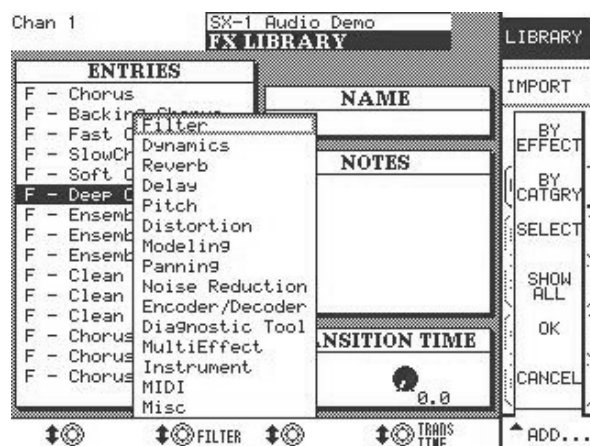 Chan 1
SX-1 Audio Demo
FX LIBRARY
LIBRARY
IMPORT
BY EFFECT
BY CATGRY
SELECT
SHOW ALL
OK
CANCEL
ADD...
ENTRIES
F - Chorus
F - Backing Chorus
F - Fast C
F - SlowCh
F - Soft C
F - Deep C
F - Ensemb
F - Ensemb
F - Ensemb
F - Clean
F - Clean
F - Clean
F - Chorus
F - Chorus
F - Chorus
Filter
Dynamics
Reverb
Delay
Pitch
Distortion
Modeling
Panning
Noise Reduction
Encoder/Decoder
Diagnostic Tool
MultiEffect
Instrument
MIDI
Misc
NAME
NOTES
NSITION TIME
0.0
FILTER
TRANS TIME